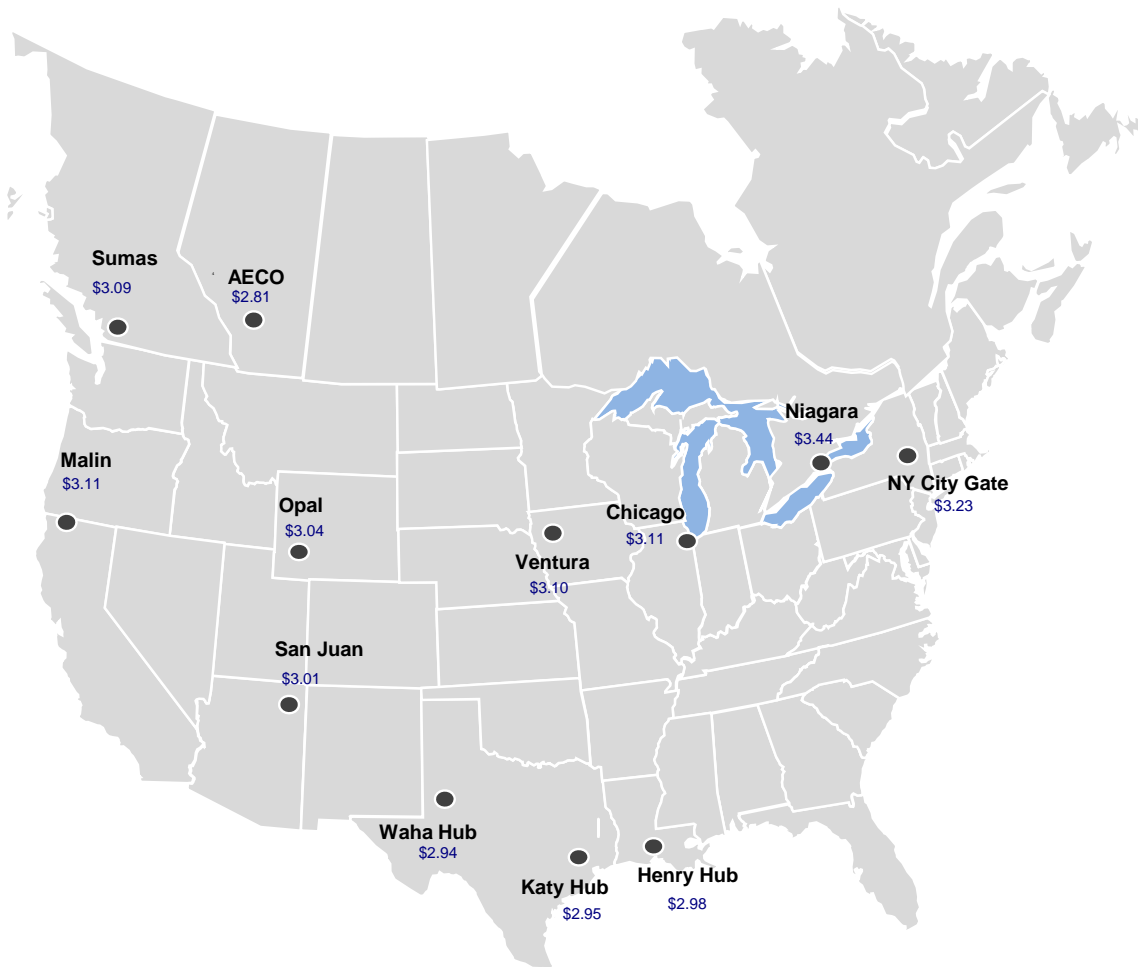 Sumas
$3.09
AECO
$2.81
Niagara
$3.44
Malin
$3.11
NY City Gate
$3.23
Opal
$3.04
Chicago
$3.11
Ventura
$3.10
San Juan
$3.01
Waha Hub
$2.94
Katy Hub
$2.95
Henry Hub
$2.98